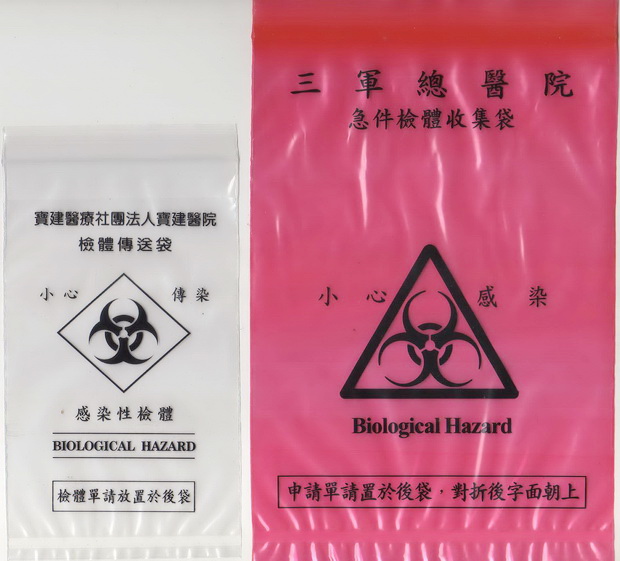 寶建醫療社團法人寶建醫院
檢體傳送袋
小心 傳染
感染性檢體
BIOLOGICAL HAZARD
檢體單請放置於後袋
三軍總醫院
急件檢體收集袋
小心 感染
Biological Hazard
申請單請置於後袋，對折後字面朝上